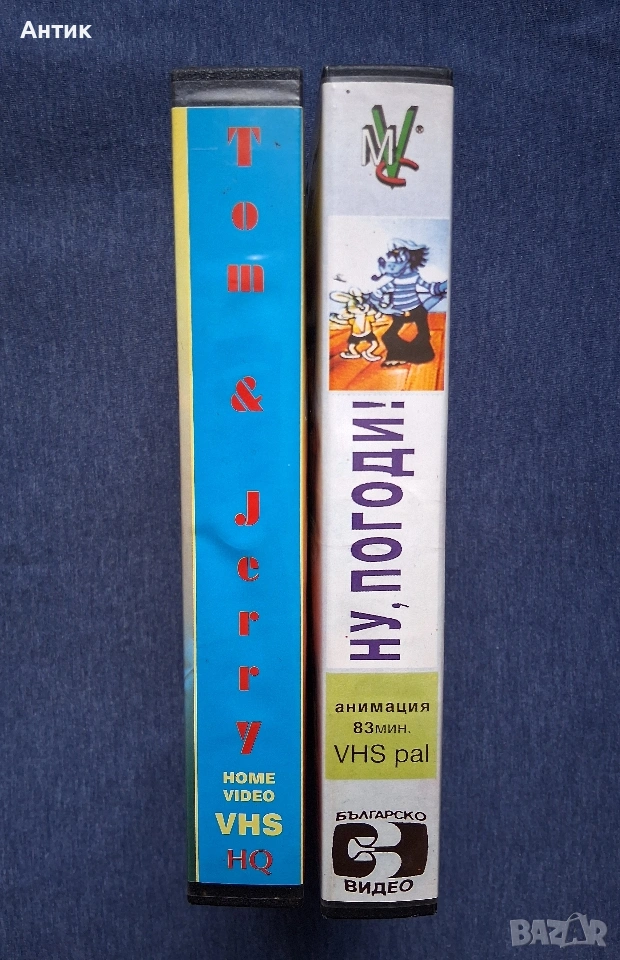 Антик
Tom & Jerry
HOME
VIDEO
VHS
HQ
MVC®
НУ, ПОГОДИ!
анимация
83мин.
VHS pal
БЪЛГАРСКО
ВИДЕО
BAZAR